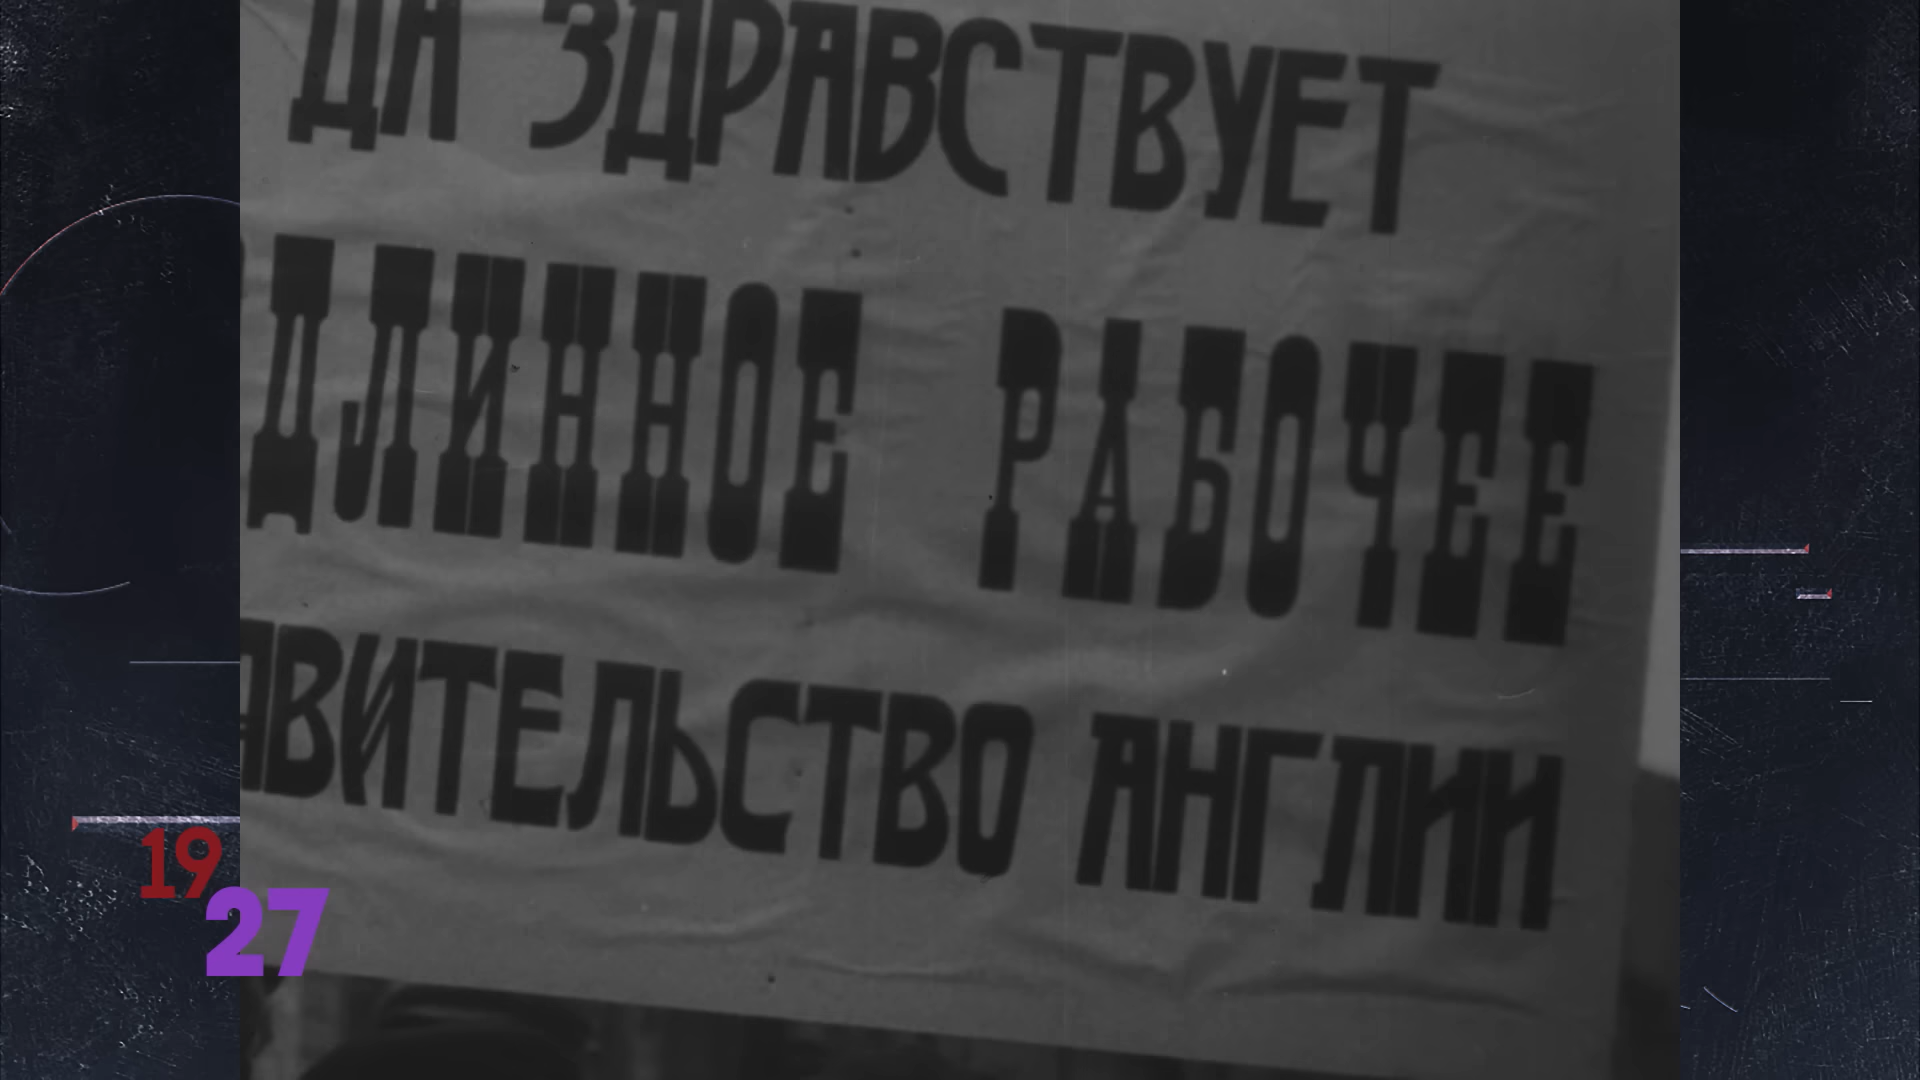 ДА ЗДРАВСТВУЕТ
ДЛИННОЕ РАБОЧЕЕ
АВИТЕЛЬСТВО АНГЛИИ
19
27